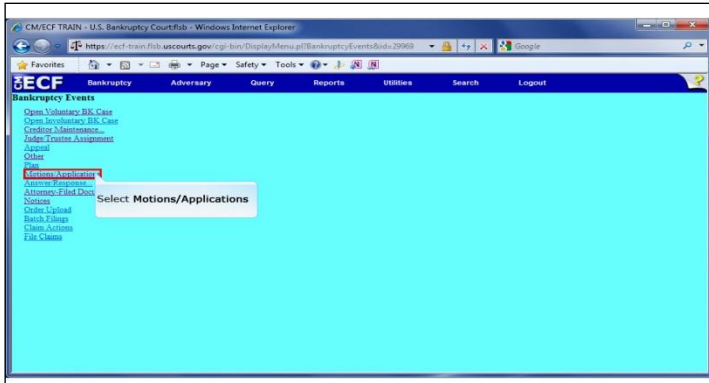 CM/ECF TRAIN - U.S. Bankruptcy Court:flsb - Windows Internet Explorer
https://ecf-train.flsb.uscourts.gov/cgi-bin/DisplayMenu.pl?BankruptcyEvents&id=29969
Google
Favorites Page Safety Tools
ECF Bankruptcy Adversary Query Reports Utilities Search Logout
Bankruptcy Events
Open Voluntary BK Case
Open Involuntary BK Case
Creditor Maintenance...
Judge/Trustee Assignment
Appeal
Other
Plan
Motions/Applications
Answer/Response...
Attorney-Filed Docu
Select Motions/Applications
Notices
Order Upload
Batch Filings
Claim Actions
File Claims